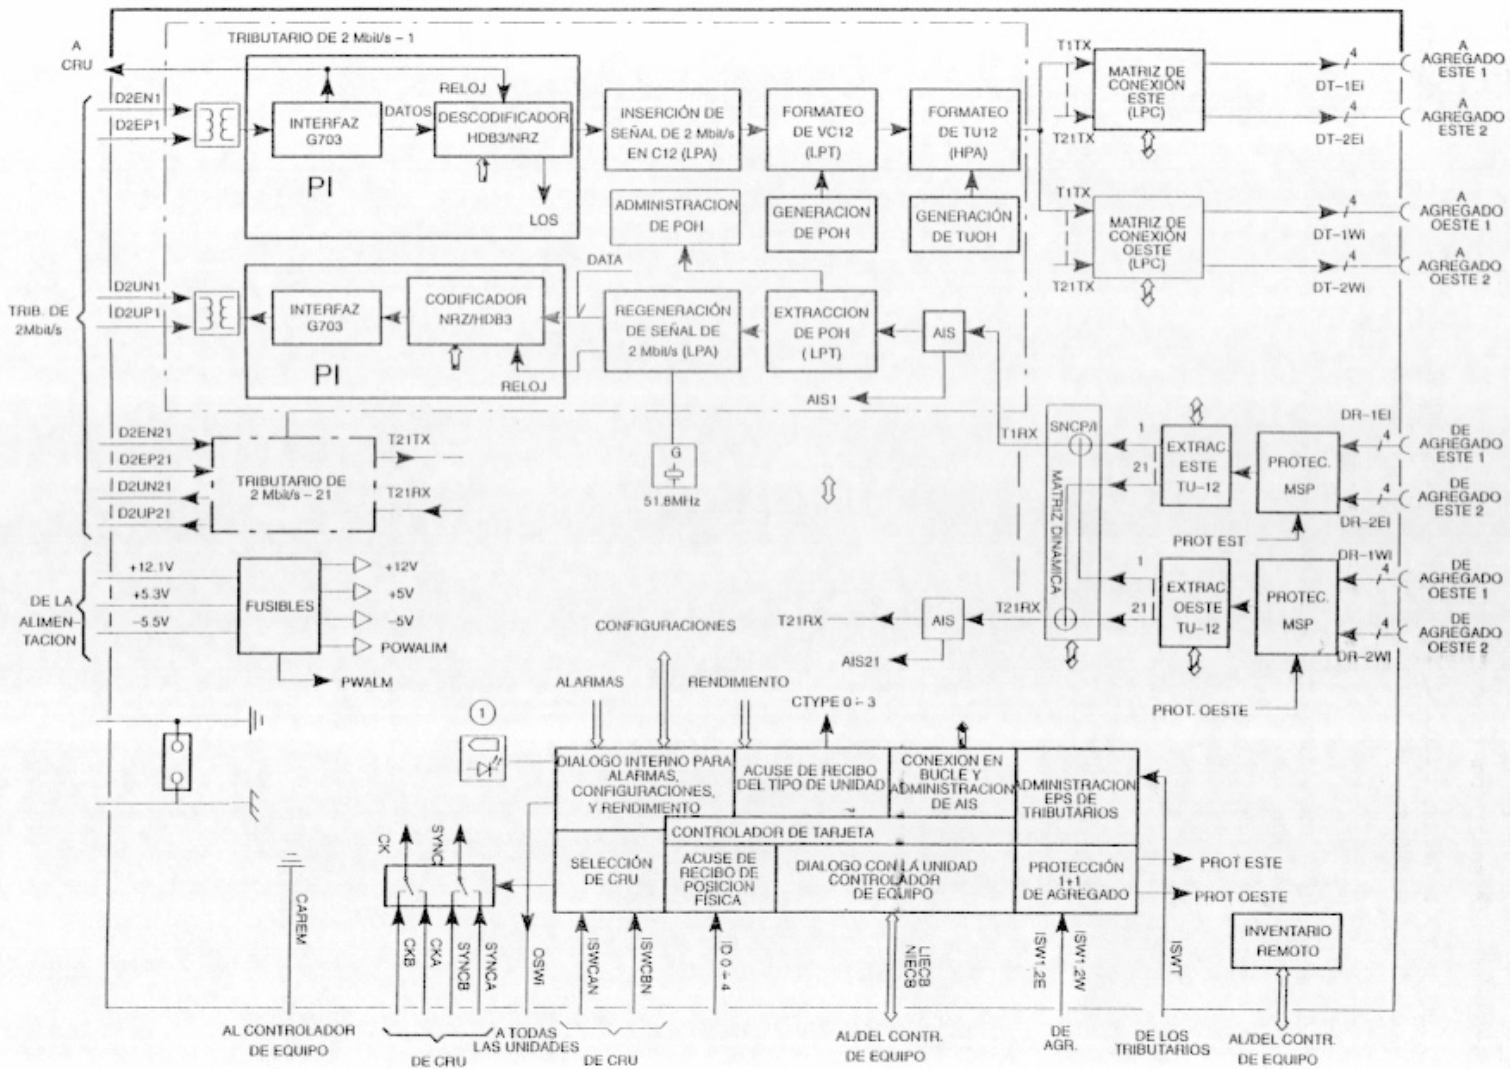 TRIBUTARIO DE 2 Mbit/s – 1
A
CRU
D2EN1
D2EP1
RELOJ
INTERFAZ
G703
DATOS
DESCODIFICADOR
HDB3/NRZ
PI
LOS
INSERCIÓN DE
SEÑAL DE 2 Mbit/s
EN C12 (LPA)
FORMATEO
DE VC12
(LPT)
FORMATEO
DE TU12
(HPA)
ADMINISTRACION
DE POH
GENERACION
DE POH
GENERACIÓN
DE TUOH
T1TX
T21TX
MATRIZ DE
CONEXIÓN
ESTE
(LPC)
4
DT-1Ei
4
DT-2Ei
A
AGREGADO
ESTE 1
A
AGREGADO
ESTE 2
T1TX
T21TX
MATRIZ DE
CONEXIÓN
OESTE
(LPC)
4
DT-1Wi
4
DT-2Wi
A
AGREGADO
OESTE 1
A
AGREGADO
OESTE 2
TRIB. DE
2Mbit/s
D2UN1
D2UP1
INTERFAZ
G703
CODIFICADOR
NRZ/HDB3
PI
RELOJ
DATA
REGENERACIÓN
DE SEÑAL DE
2 Mbit/s (LPA)
EXTRACCION
DE POH
( LPT)
AIS
AIS1
D2EN21
D2EP21
D2UN21
D2UP21
TRIBUTARIO DE
2 Mbit/s – 21
T21TX
T21RX
G
51.8MHz
T1RX
SNCP/I
MATRIZ DINAMICA
T21RX
1
21
EXTRAC.
ESTE
TU-12
PROTEC.
MSP
PROT EST
DR-1EI
4
4
DR-2EI
DE
AGREGADO
ESTE 1
DE
AGREGADO
ESTE 2
1
21
EXTRAC.
OESTE
TU-12
PROTEC.
MSP
PROT. OESTE
DR-1WI
4
4
DR-2WI
DE
AGREGADO
OESTE 1
DE
AGREGADO
OESTE 2
T21RX
AIS
AIS21
DE LA
ALIMEN-
TACION
+12.1V
+5.3V
-5.5V
FUSIBLES
+12V
+5V
-5V
POWALIM
PWALM
CONFIGURACIONES
ALARMAS
RENDIMIENTO
CTYPE 0 ÷ 3
1
DIALOGO INTERNO PARA
ALARMAS,
CONFIGURACIONES,
Y RENDIMIENTO
ACUSE DE RECIBO
DEL TIPO DE UNIDAD
CONEXION EN
BUCLE Y
ADMINISTRACION
DE AIS
ADMINISTRACION
EPS DE
TRIBUTARIOS
CONTROLADOR DE TARJETA
SELECCIÓN
DE CRU
ACUSE DE
RECIBO DE
POSICION
FÍSICA
DIALOGO CON LA UNIDAD
CONTROLADOR
DE EQUIPO
PROTECCIÓN
1+1
DE AGREGADO
PROT ESTE
PROT OESTE
INVENTARIO
REMOTO
CK
SYNC
CAREM
CKB
CKA
SYNCB
SYNCA
OSWi
ISWCAN
ISWCBN
ID 0 ÷ 4
LIECB
NIECB
ISW1.2E
ISW1.2W
ISWT
AL CONTROLADOR
DE EQUIPO
DE CRU
A TODAS
LAS UNIDADES
DE CRU
AL/DEL CONTR.
DE EQUIPO
DE
AGR.
DE LOS
TRIBUTARIOS
AL/DEL CONTR.
DE EQUIPO